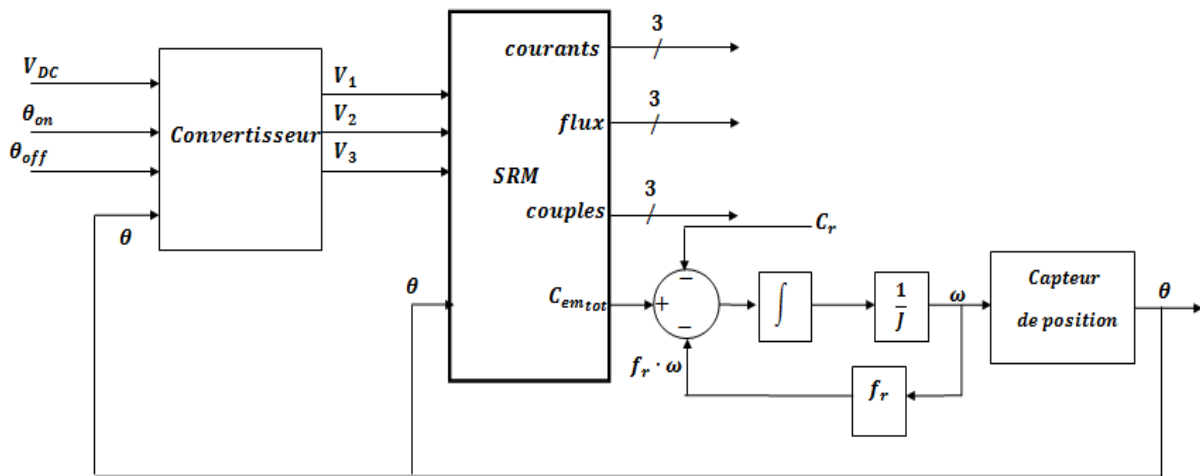 V_DC
θ_on
θ_off
θ
Convertisseur
V_1
V_2
V_3
θ
SRM
courants
flux
couples
C_em_tot
3
3
3
C_r
−
+
−
∫
1/J
ω
f_r · ω
f_r
Capteur
de position
θ